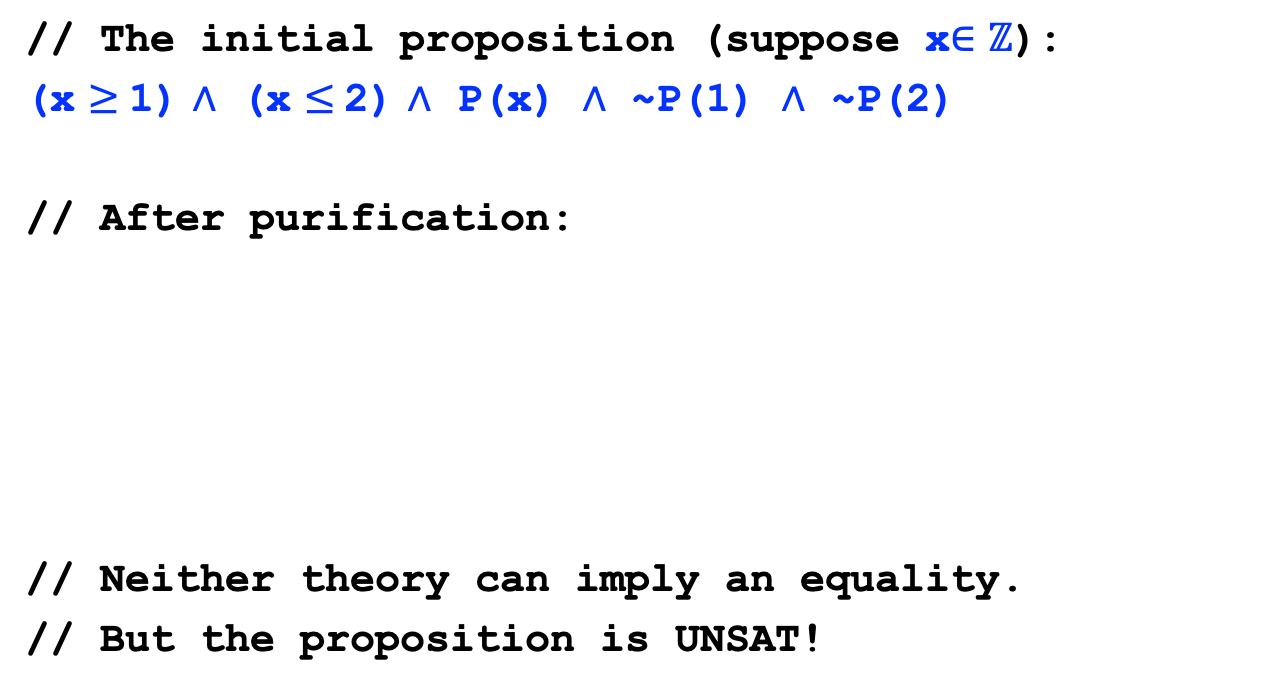 // The initial proposition (suppose x∈ ℤ):
(x ≥ 1) ∧ (x ≤ 2) ∧ P(x) ∧ ~P(1) ∧ ~P(2)
// After purification:
// Neither theory can imply an equality.
// But the proposition is UNSAT!